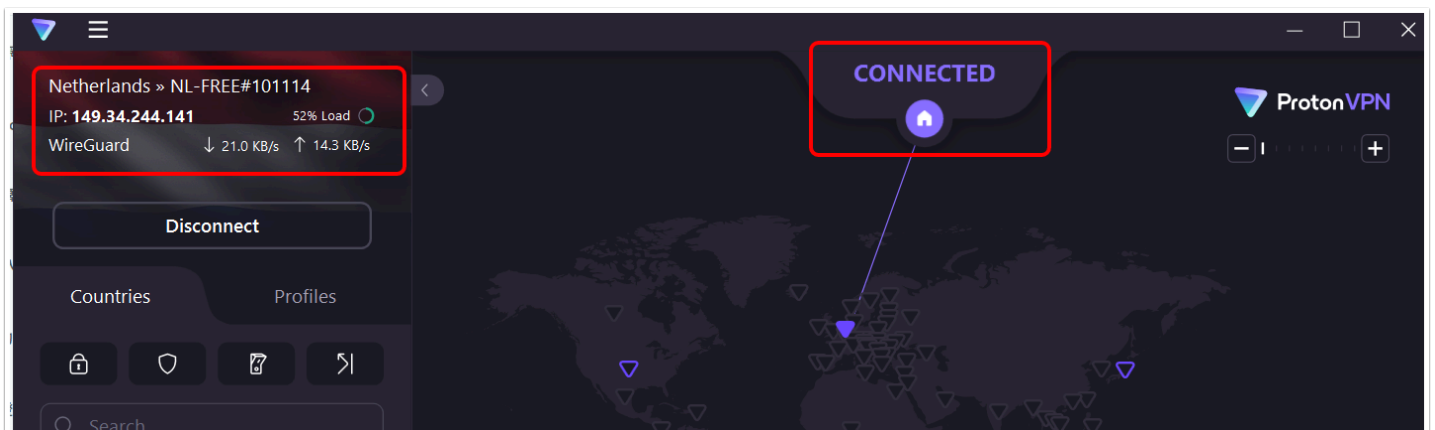 Netherlands » NL-FREE#101114
IP: 149.34.244.141 52% Load
WireGuard ↓ 21.0 KB/s ↑ 14.3 KB/s
Disconnect
Countries Profiles
Search
CONNECTED
ProtonVPN